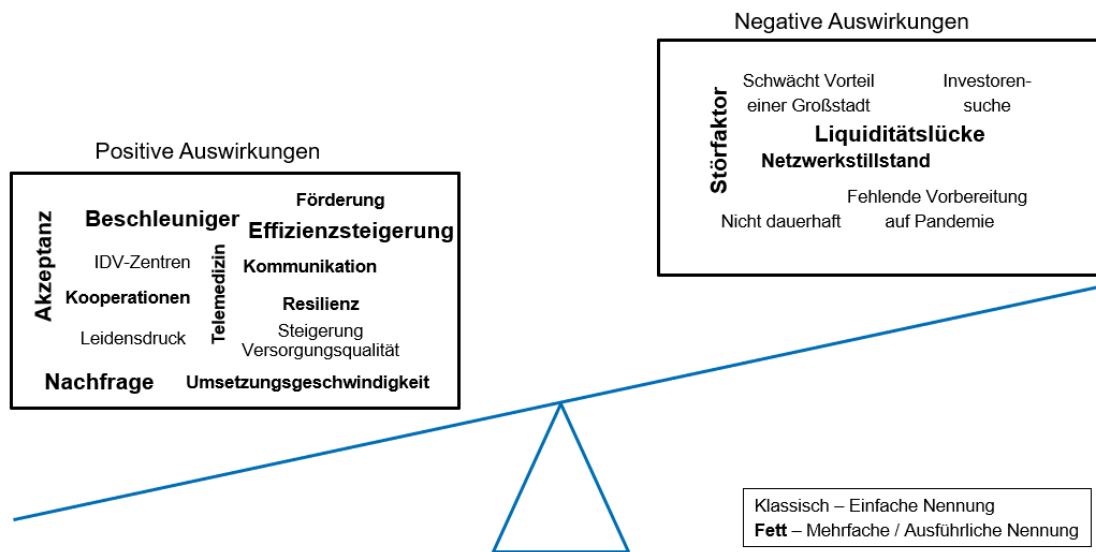 Negative Auswirkungen
Störfaktor
Schwächt Vorteil
einer Großstadt
Investoren-
suche
Liquiditätslücke
Netzwerkstillstand
Fehlende Vorbereitung
auf Pandemie
Nicht dauerhaft
Positive Auswirkungen
Akzeptanz
Förderung
Beschleuniger
Effizienzsteigerung
IDV-Zentren
Telemedizin
Kommunikation
Kooperationen
Resilienz
Leidensdruck
Steigerung
Versorgungsqualität
Nachfrage
Umsetzungsgeschwindigkeit
Klassisch – Einfache Nennung
Fett – Mehrfache / Ausführliche Nennung